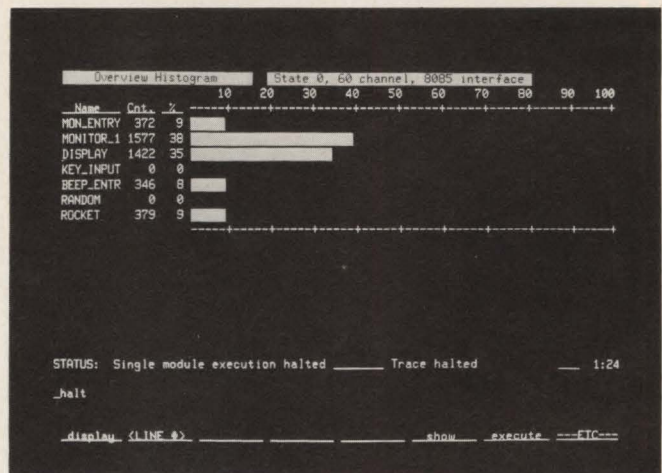 Overview Histogram State 0, 60 channel, 8085 interface
10 20 30 40 50 60 70 80 90 100
Name Cnt. %
MON_ENTRY 372 9
MONITOR_1 1577 38
DISPLAY 1422 35
KEY_INPUT 0 0
BEEP_ENTR 346 8
RANDOM 0 0
ROCKET 379 9
STATUS: Single module execution halted ______ Trace halted ___ 1:24
_halt
display <LINE #> show execute ---ETC---